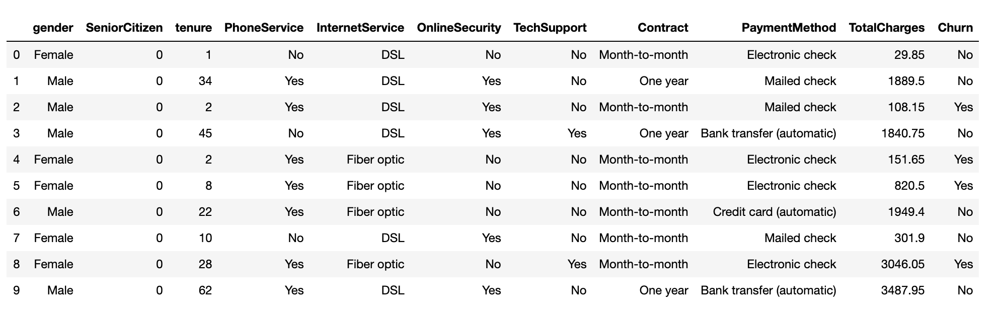 gender SeniorCitizen tenure PhoneService InternetService OnlineSecurity TechSupport Contract PaymentMethod TotalCharges Churn
0 Female 0 1 No DSL No No Month-to-month Electronic check 29.85 No
1 Male 0 34 Yes DSL Yes No One year Mailed check 1889.5 No
2 Male 0 2 Yes DSL Yes No Month-to-month Mailed check 108.15 Yes
3 Male 0 45 No DSL Yes Yes One year Bank transfer (automatic) 1840.75 No
4 Female 0 2 Yes Fiber optic No No Month-to-month Electronic check 151.65 Yes
5 Female 0 8 Yes Fiber optic No No Month-to-month Electronic check 820.5 Yes
6 Male 0 22 Yes Fiber optic No No Month-to-month Credit card (automatic) 1949.4 No
7 Female 0 10 No DSL Yes No Month-to-month Mailed check 301.9 No
8 Female 0 28 Yes Fiber optic No Yes Month-to-month Electronic check 3046.05 Yes
9 Male 0 62 Yes DSL Yes No One year Bank transfer (automatic) 3487.95 No